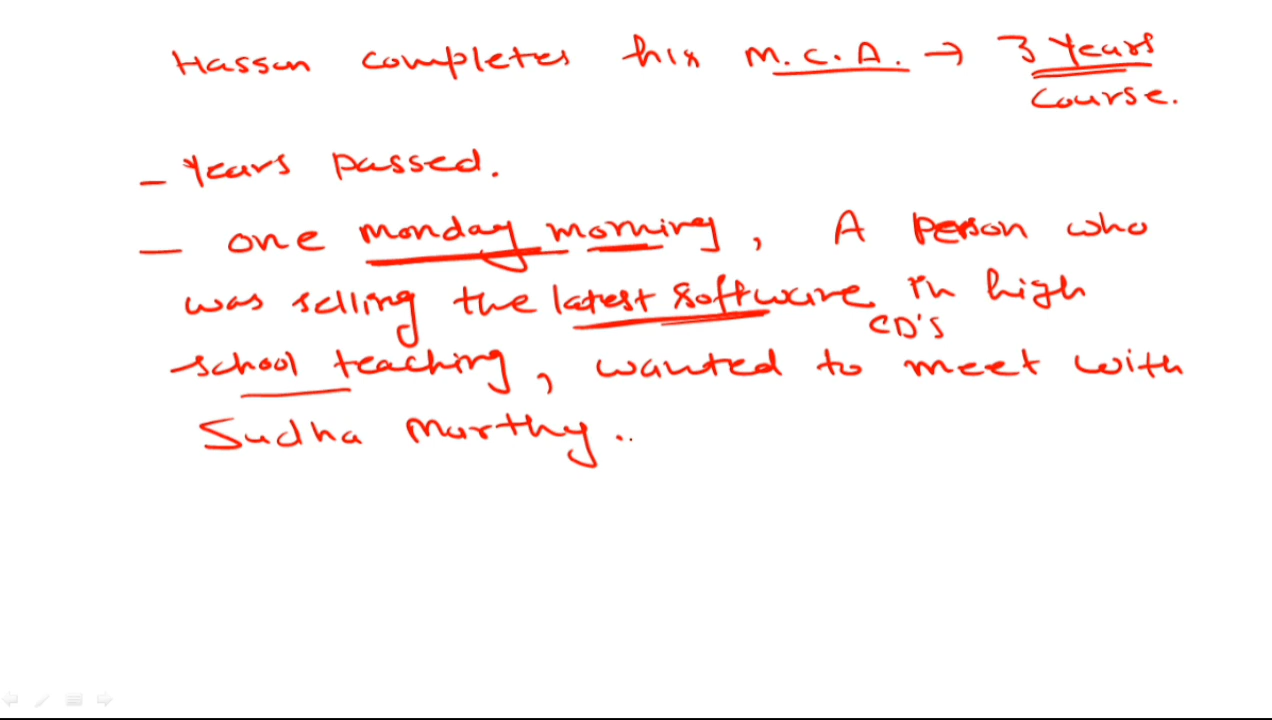 Hassan completes his M.C.A. → 3 Years
course.
- Years passed.
- one monday morning, A person who
was selling the latest software in high
CD's
school teaching, wanted to meet with
Sudha Murthy..